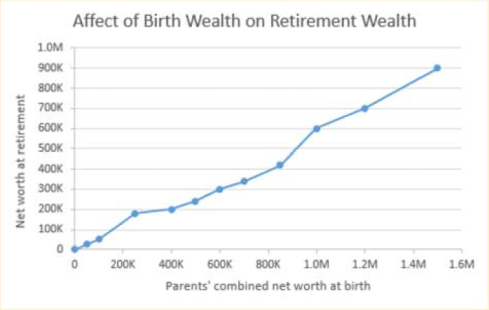 Affect of Birth Wealth on Retirement Wealth
1.0M
900K
800K
700K
600K
500K
400K
300K
200K
100K
0
Net worth at retirement
0 200K 400K 600K 800K 1.0M 1.2M 1.4M 1.6M
Parents' combined net worth at birth